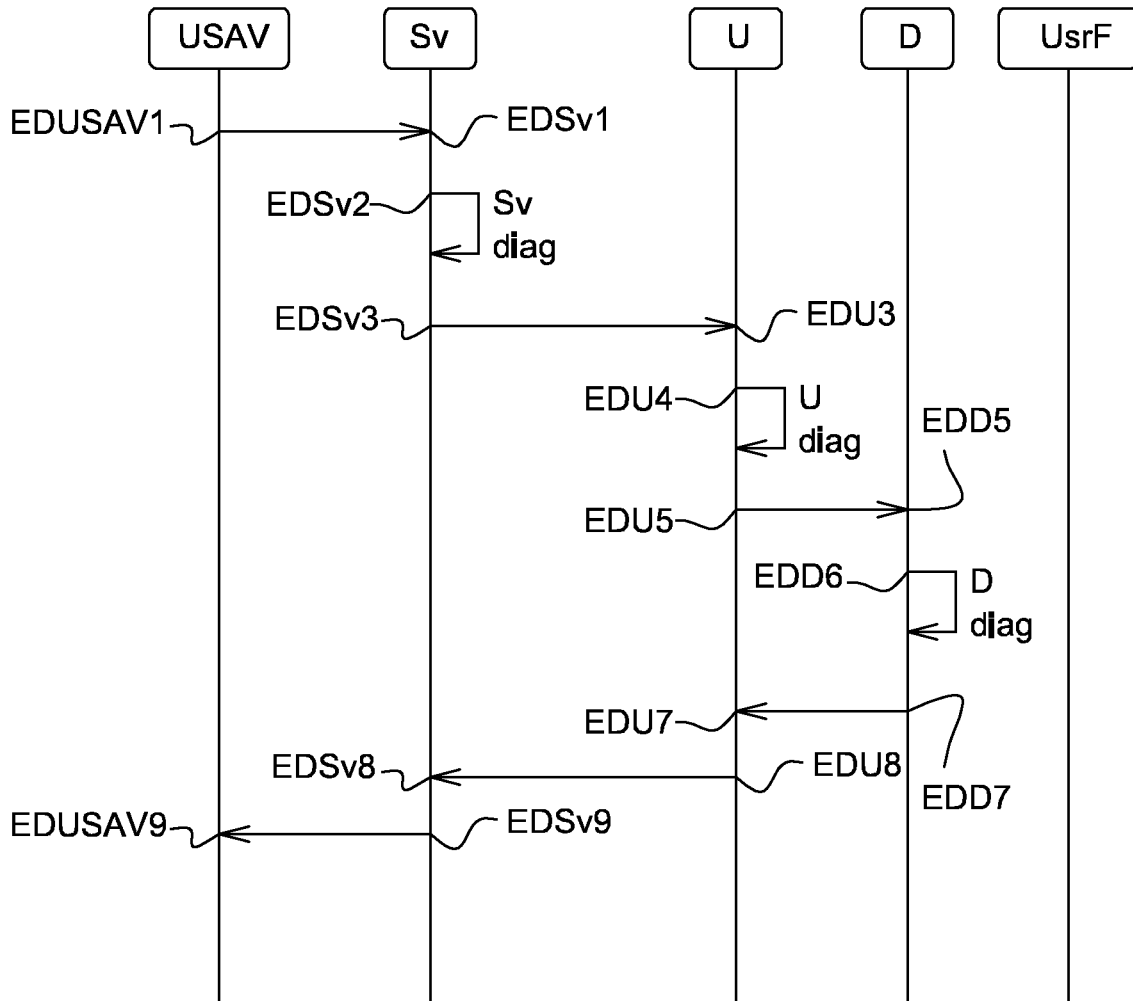 USAV Sv U D UsrF
EDUSAV1 EDSv1
EDSv2 Sv
diag
EDSv3 EDU3
EDU4 U
diag
EDD5
EDU5
EDD6 D
diag
EDU7
EDSv8 EDU8
EDD7
EDUSAV9 EDSv9